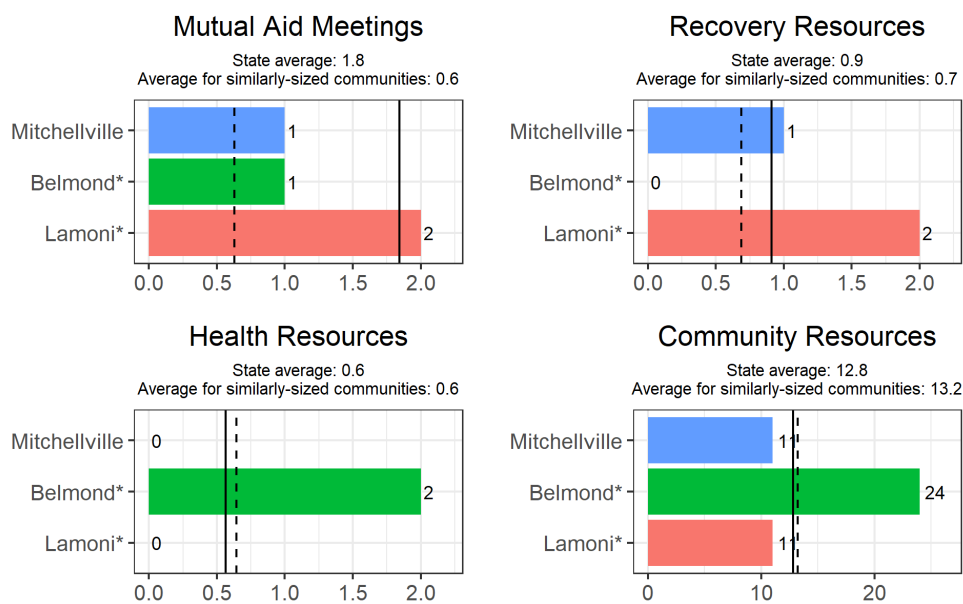 Mutual Aid Meetings
State average: 1.8
Average for similarly-sized communities: 0.6
Mitchellville
1
Belmond*
1
Lamoni*
2
0.0 0.5 1.0 1.5 2.0
Recovery Resources
State average: 0.9
Average for similarly-sized communities: 0.7
Mitchellville
1
Belmond*
0
Lamoni*
2
0.0 0.5 1.0 1.5 2.0
Health Resources
State average: 0.6
Average for similarly-sized communities: 0.6
Mitchellville
0
Belmond*
2
Lamoni*
0
0.0 0.5 1.0 1.5 2.0
Community Resources
State average: 12.8
Average for similarly-sized communities: 13.2
Mitchellville
11
Belmond*
24
Lamoni*
11
0 10 20